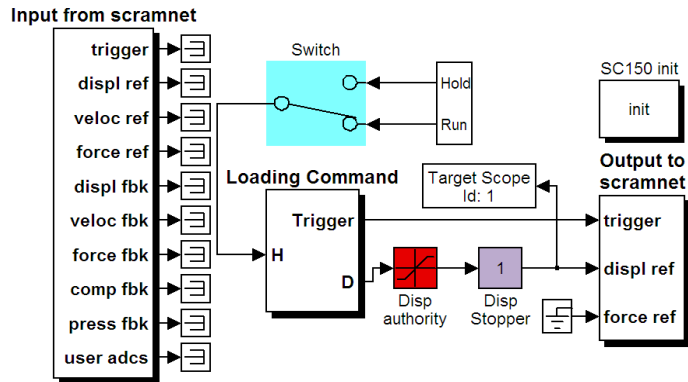 Input from scramnet
trigger
displ ref
veloc ref
force ref
displ fbk
veloc fbk
force fbk
comp fbk
press fbk
user adcs
Switch
Hold
Run
SC150 init
init
Loading Command
Trigger
H
D
Target Scope
Id: 1
Disp
authority
1
Disp
Stopper
Output to
scramnet
trigger
displ ref
force ref